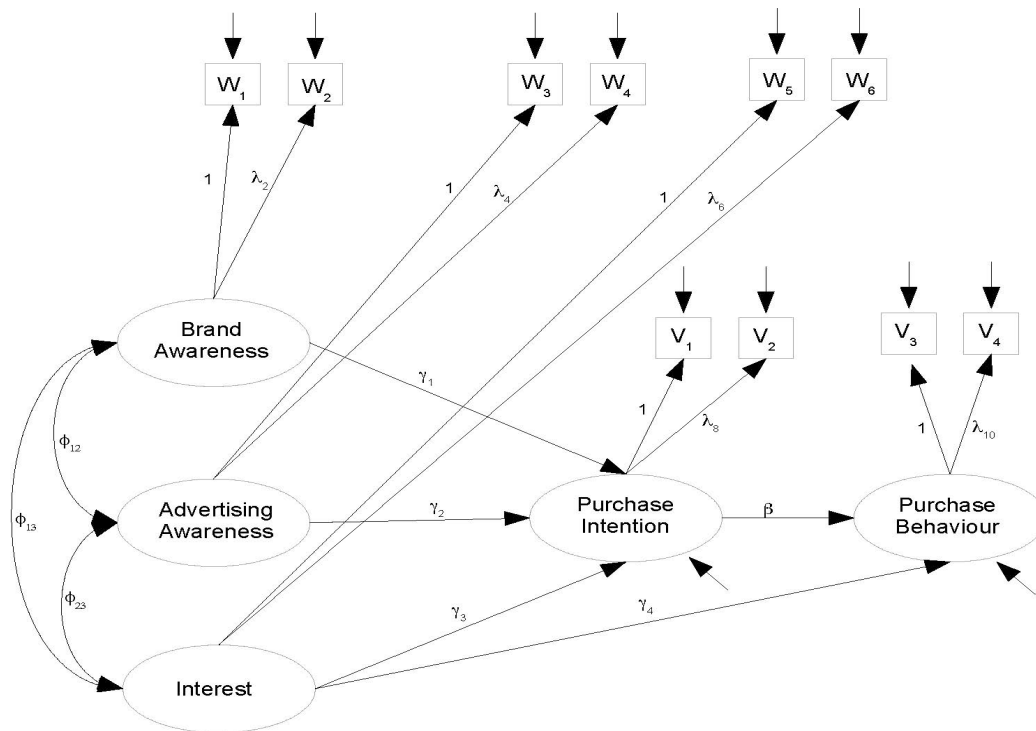 W₁ W₂ W₃ W₄ W₅ W₆
1 λ₂ 1 λ₄ 1 λ₆
Brand
Awareness
V₁ V₂ V₃ V₄
γ₁
1 λ₈ 1 λ₁₀
ϕ₁₂
Advertising
Awareness
γ₂
Purchase
Intention
β
Purchase
Behaviour
ϕ₁₃
ϕ₂₃
γ₃ γ₄
Interest